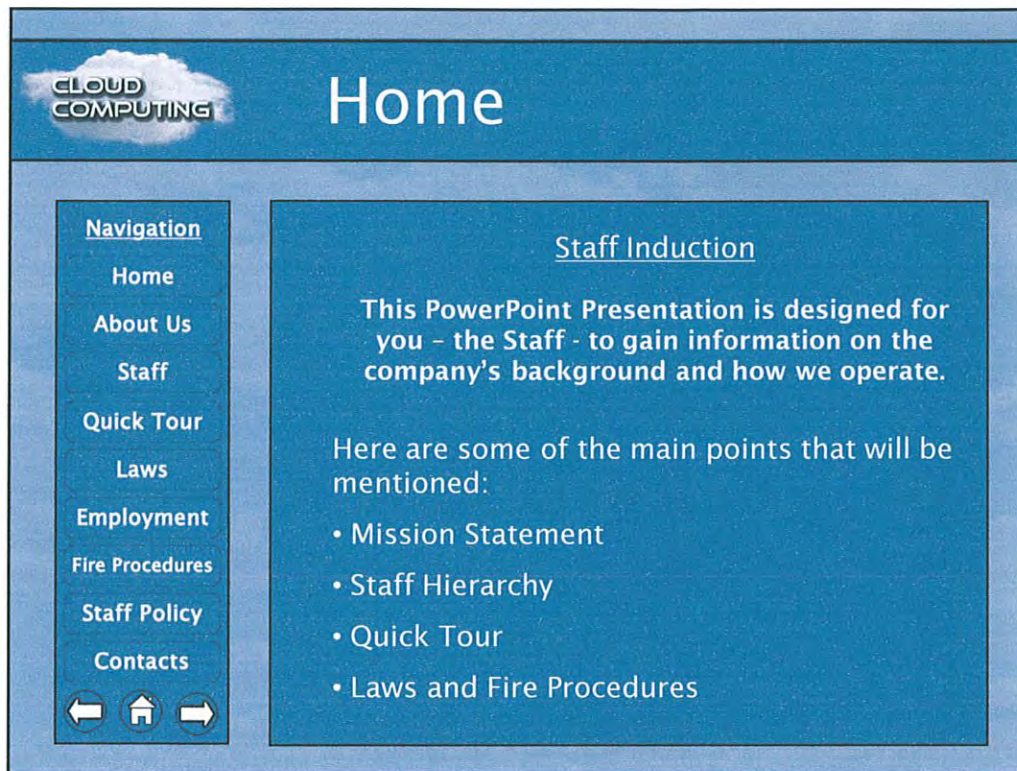 CLOUD
COMPUTING
Home
Navigation
Home
About Us
Staff
Quick Tour
Laws
Employment
Fire Procedures
Staff Policy
Contacts
Staff Induction
This PowerPoint Presentation is designed for
you – the Staff - to gain information on the
company's background and how we operate.
Here are some of the main points that will be
mentioned:
• Mission Statement
• Staff Hierarchy
• Quick Tour
• Laws and Fire Procedures